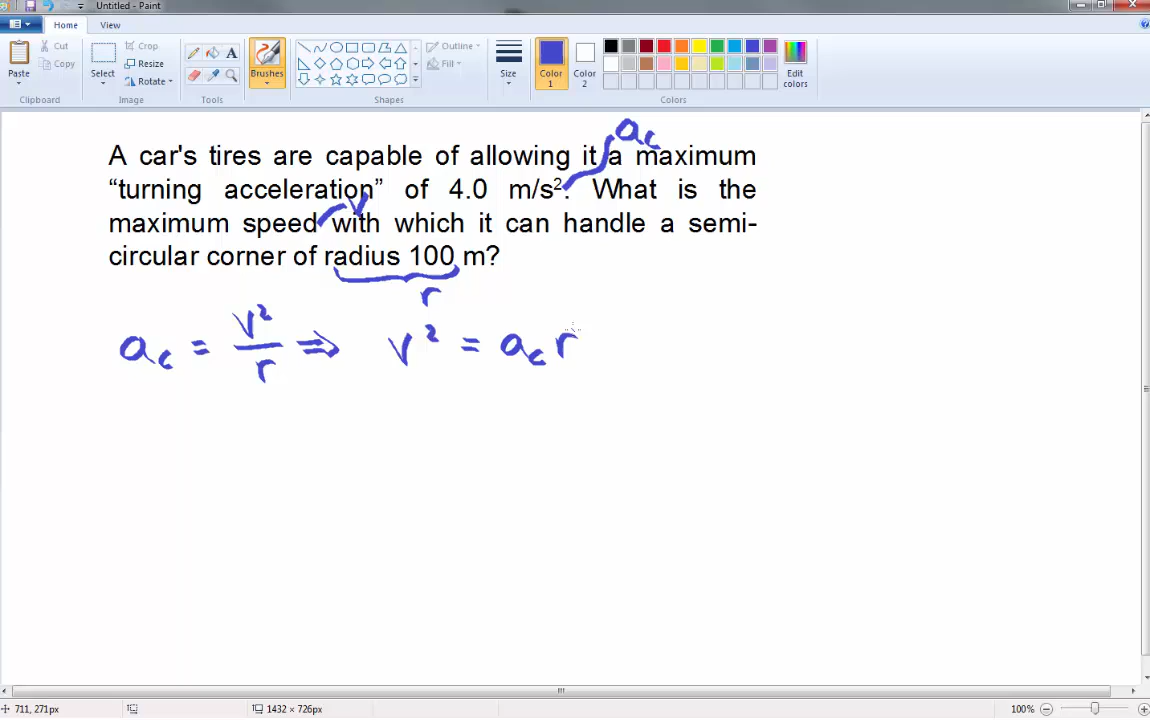 Untitled - Paint
Home View
Paste
Cut
Copy
Clipboard
Select
Crop
Resize
Rotate
Image
A
Tools
Brushes
Outline
Fill
Shapes
Size
Color 1
Color 2
Edit colors
Colors
a_c
A car's tires are capable of allowing it a maximum
“turning acceleration” of 4.0 m/s². What is the
v
maximum speed with which it can handle a semi-
circular corner of radius 100 m?
r
a_c = v²/r ⇒ v² = a_c r
711, 271px
1432 × 726px
100%